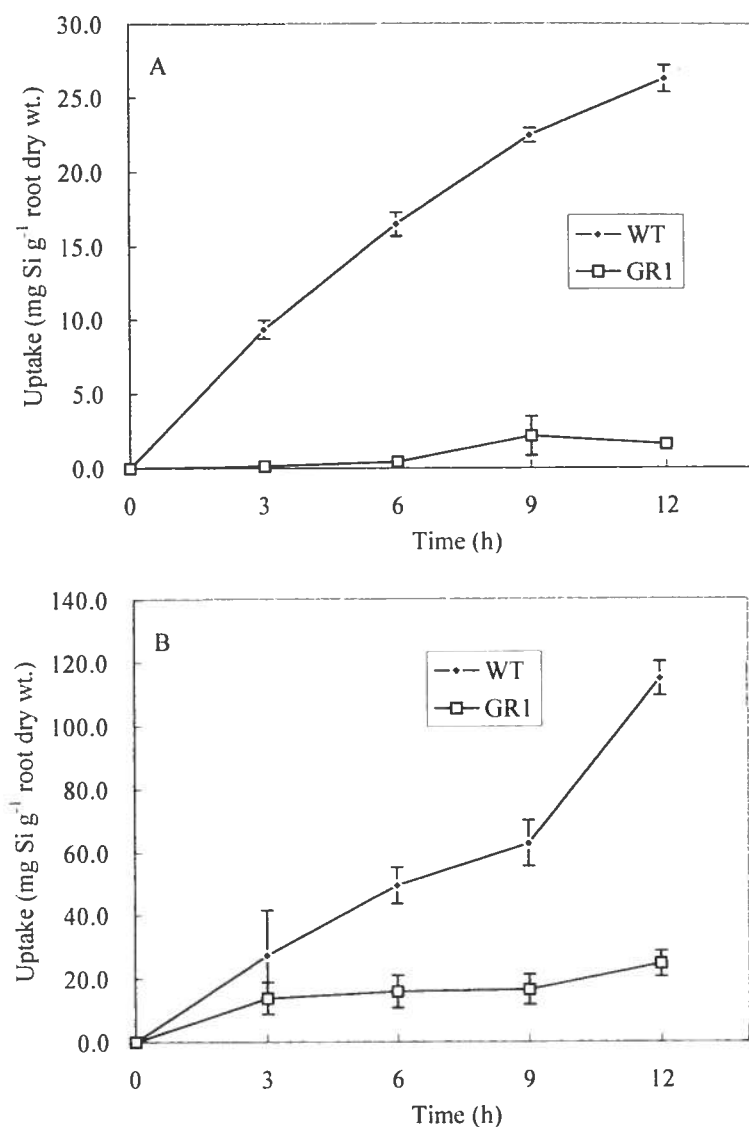 30.0
A
25.0
20.0
15.0
10.0
5.0
0.0
Uptake (mg Si g⁻¹ root dry wt.)
WT
GR1
0 3 6 9 12
Time (h)
140.0
B
120.0
100.0
80.0
60.0
40.0
20.0
0.0
Uptake (mg Si g⁻¹ root dry wt.)
WT
GR1
0 3 6 9 12
Time (h)